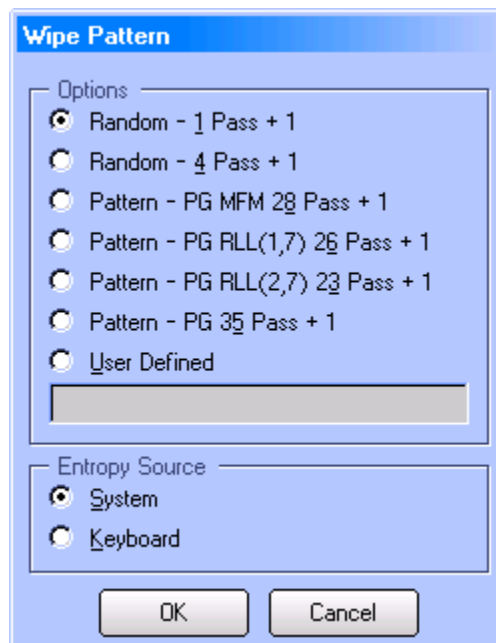 Wipe Pattern
Options
Random - 1 Pass + 1
Random - 4 Pass + 1
Pattern - PG MFM 28 Pass + 1
Pattern - PG RLL(1,7) 26 Pass + 1
Pattern - PG RLL(2,7) 23 Pass + 1
Pattern - PG 35 Pass + 1
User Defined
Entropy Source
System
Keyboard
OK Cancel